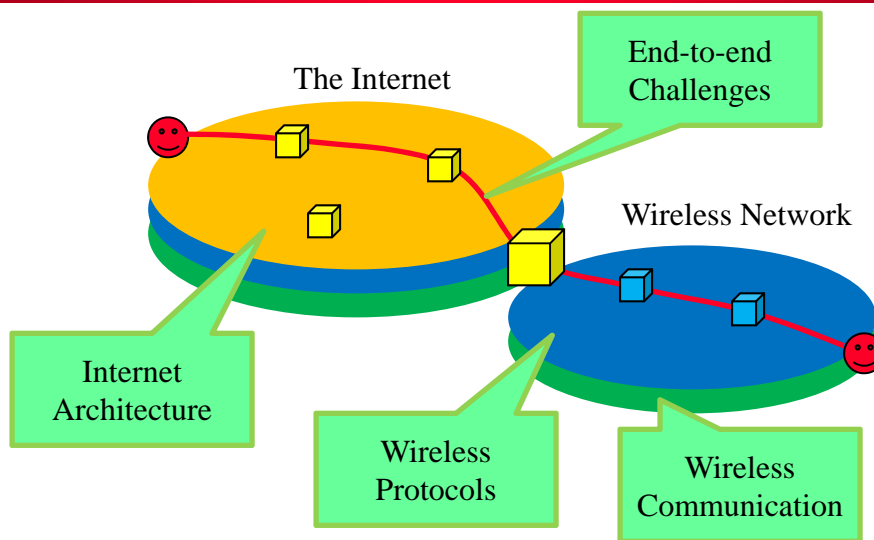 The Internet
End-to-end
Challenges
Wireless Network
Internet
Architecture
Wireless
Protocols
Wireless
Communication